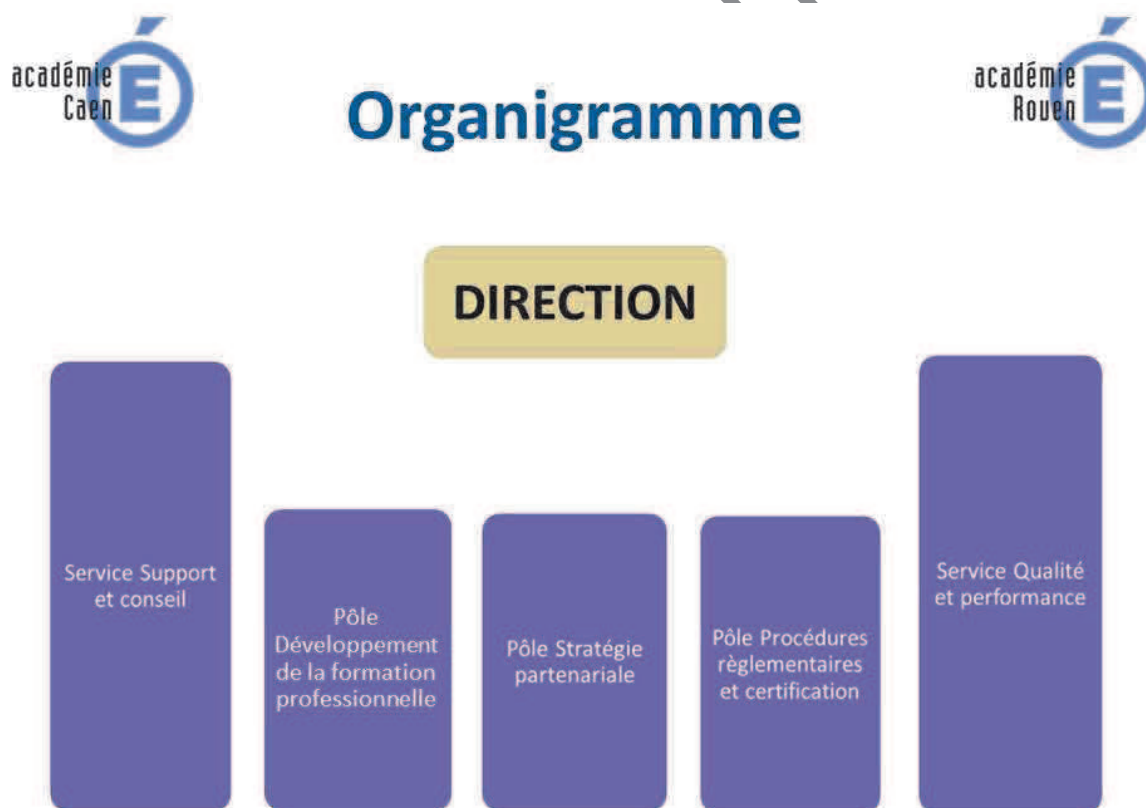 académie
Caen
É
Organigramme
académie
Rouen
É
DIRECTION
Service Support
et conseil
Pôle
Développement
de la formation
professionnelle
Pôle Stratégie
partenariale
Pôle Procédures
règlementaires
et certification
Service Qualité
et performance